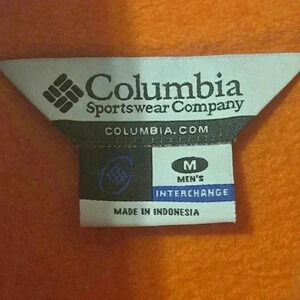 Columbia
Sportswear Company
COLUMBIA.COM
M
MEN'S
INTERCHANGE
MADE IN INDONESIA